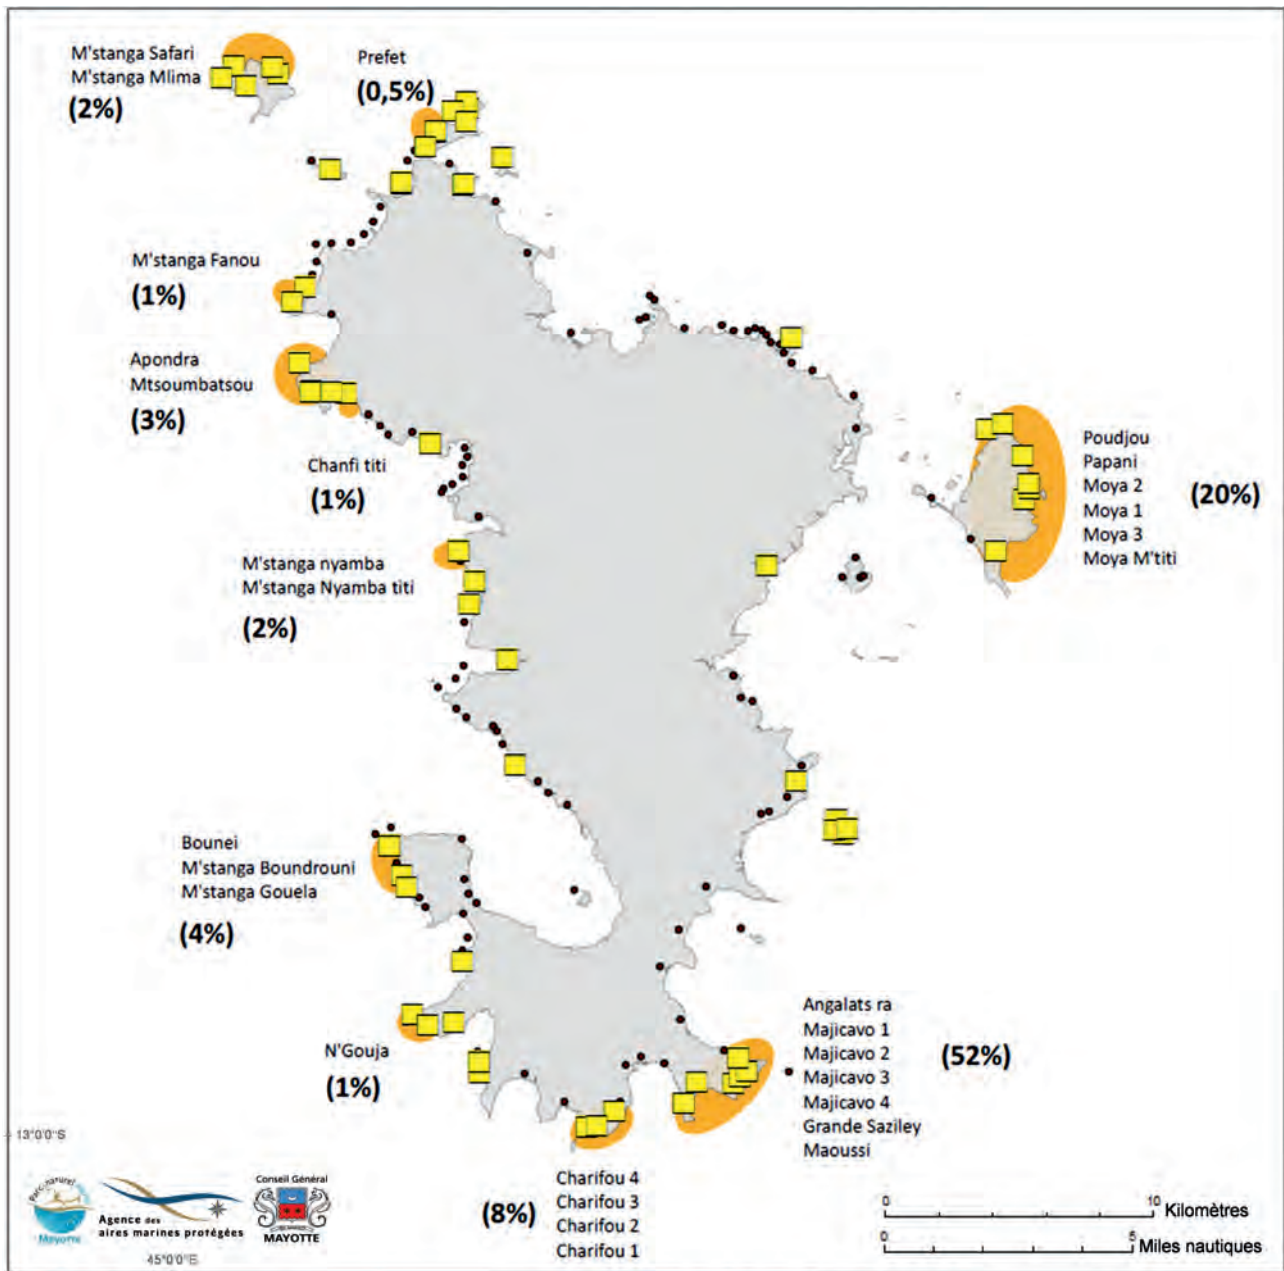 M'stanga Safari
M'stanga Mlima
(2%)
Prefet
(0,5%)
M'stanga Fanou
(1%)
Apondra
Mtsoumbatsou
(3%)
Chanfi titi
(1%)
Poudjou
Papani
Moya 2
Moya 1
Moya 3
Moya M'titi
(20%)
M'stanga nyamba
M'stanga Nyamba titi
(2%)
Bounei
M'stanga Boundrouni
M'stanga Gouela
(4%)
N'Gouja
(1%)
Angalats ra
Majicavo 1
Majicavo 2
Majicavo 3
Majicavo 4
Grande Saziley
Maoussi
(52%)
Charifou 4
Charifou 3
Charifou 2
Charifou 1
(8%)
13°0'0"S
45°0'0"E
Parc naturel
Mayotte
Agence des
aires marines protégées
Conseil Général
MAYOTTE
0 10 Kilomètres
0 5 Miles nautiques